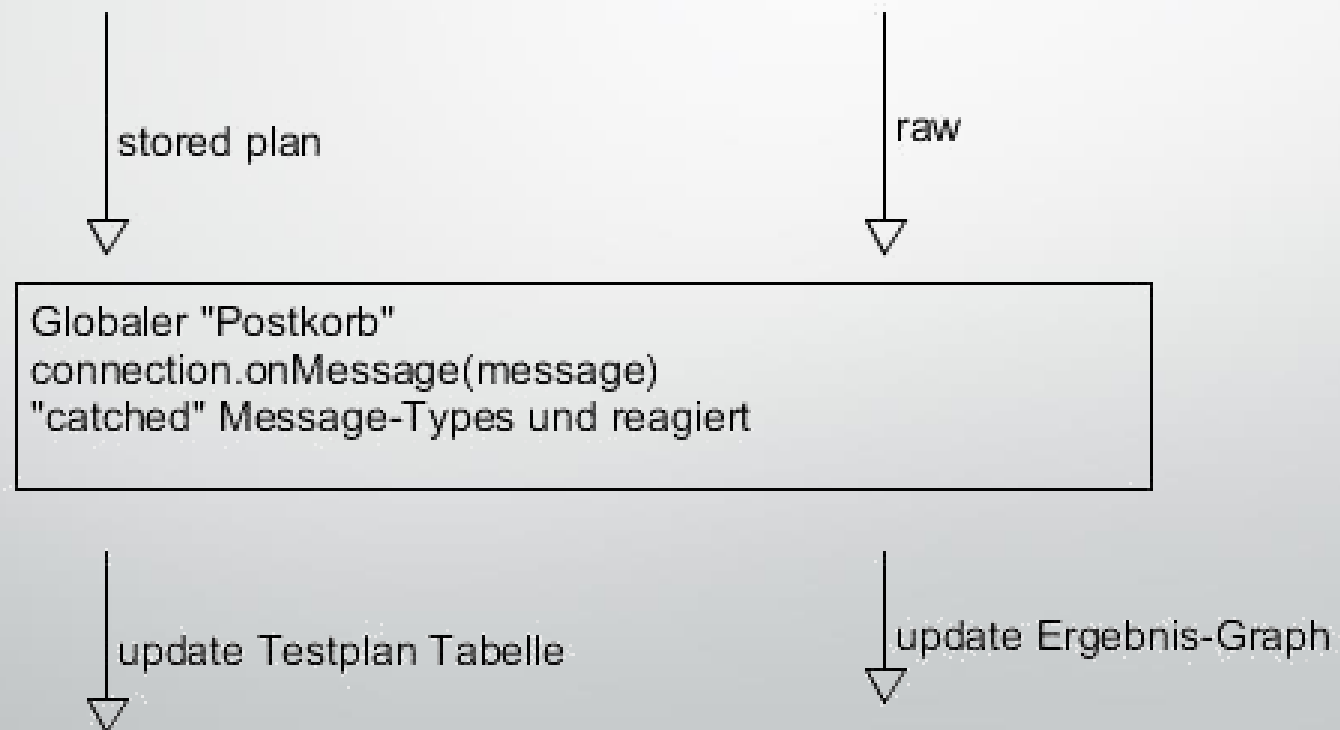 stored plan
raw
Globaler "Postkorb"
connection.onMessage(message)
"catched" Message-Types und reagiert
update Testplan Tabelle
update Ergebnis-Graph